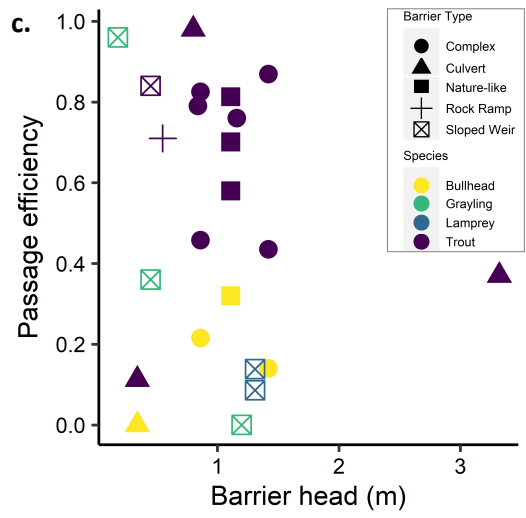 c.
1.0
0.8
0.6
0.4
0.2
0.0
Passage efficiency
1
2
3
Barrier head (m)
Barrier Type
Complex
Culvert
Nature-like
Rock Ramp
Sloped Weir
Species
Bullhead
Grayling
Lamprey
Trout